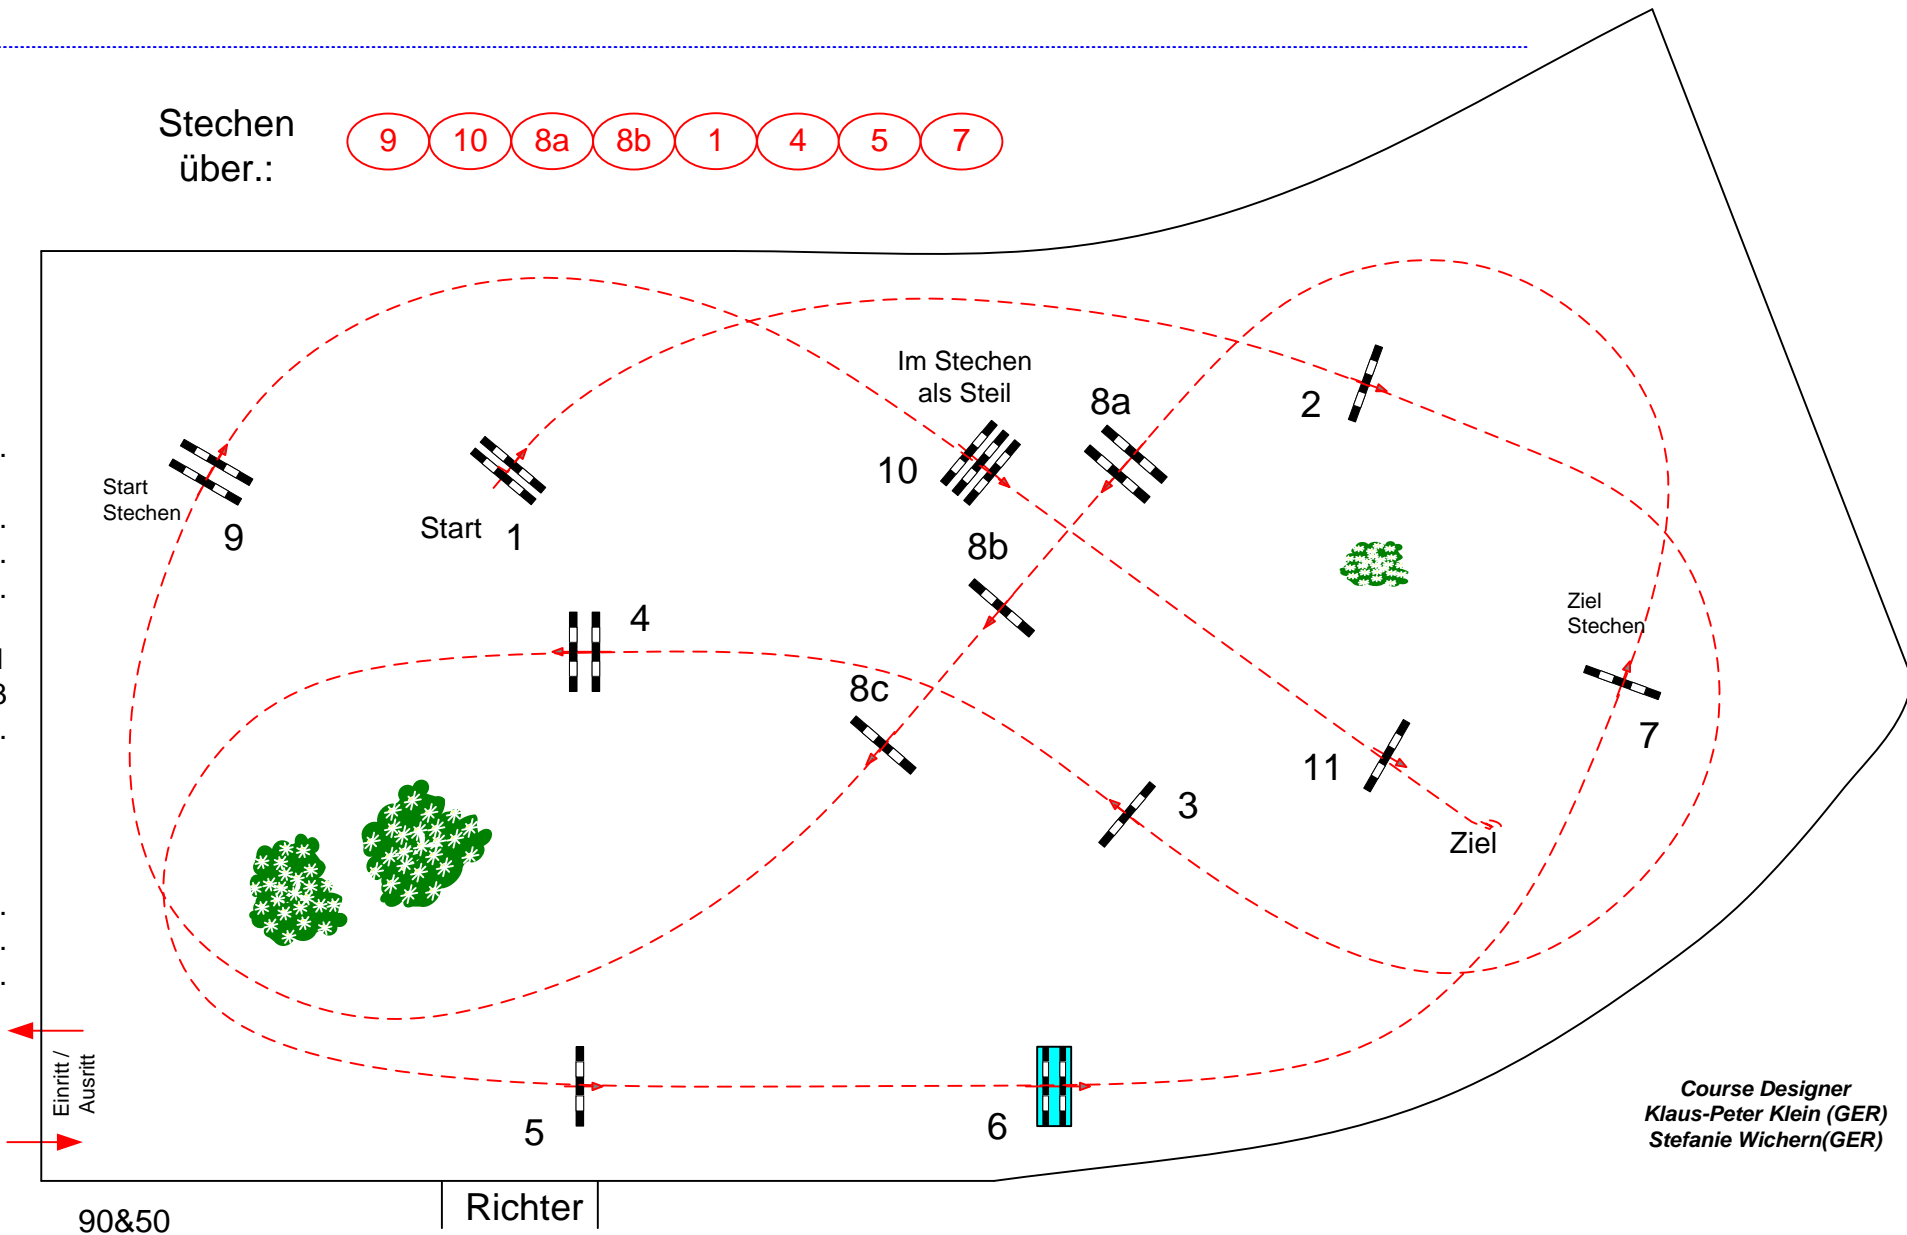 Stechen
über.:
9 10 8a 8b 1 4 5 7
Im Stechen
als Steil
8a
2
10
Start
Stechen
9
Start 1
8b
4
Ziel
Stechen
8c
7
11
3
Ziel
Einritt /
Ausritt
5
6
Course Designer
Klaus-Peter Klein (GER)
Stefanie Wichern(GER)
Richter
90&50